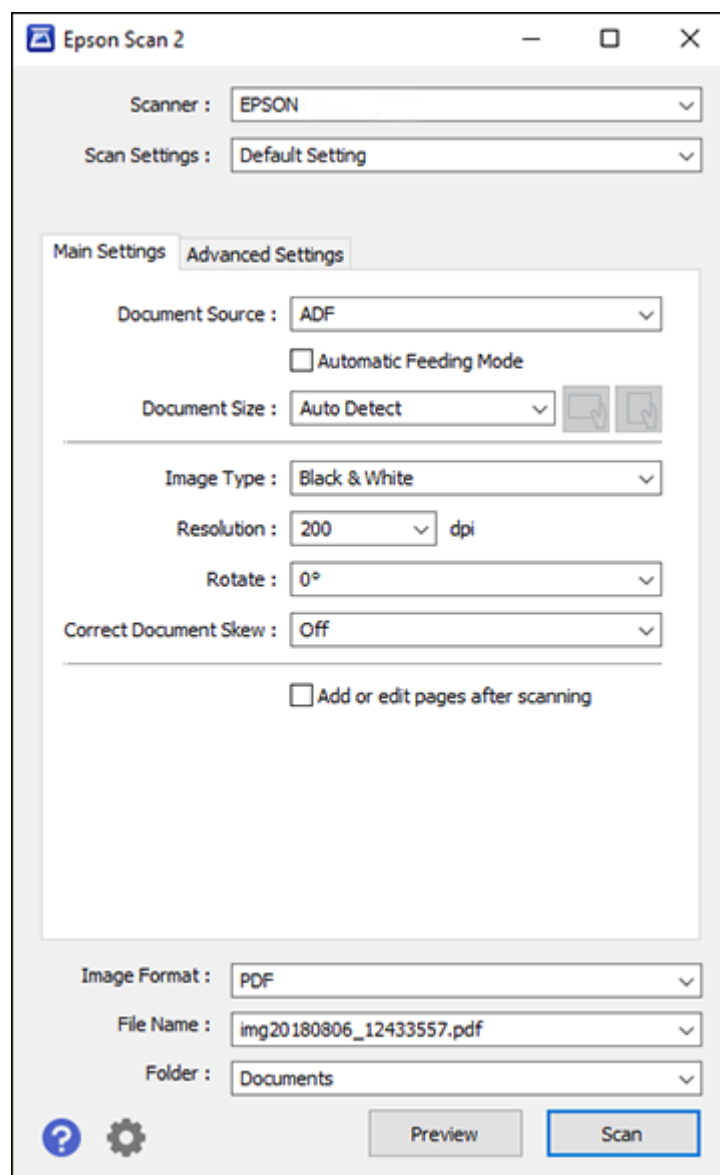 Epson Scan 2
Scanner : EPSON
Scan Settings : Default Setting
Main Settings Advanced Settings
Document Source : ADF
Automatic Feeding Mode
Document Size : Auto Detect
Image Type : Black & White
Resolution : 200 dpi
Rotate : 0°
Correct Document Skew : Off
Add or edit pages after scanning
Image Format : PDF
File Name : img20180806_12433557.pdf
Folder : Documents
? Preview Scan